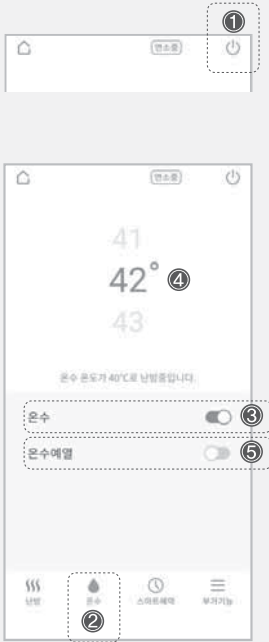 ①
연소중
연소중
41
42° ④
43
온수 온도가 40℃로 난방중입니다.
온수 ③
온수예열 ⑤
난방 온수 스마트예약 부가기능
②